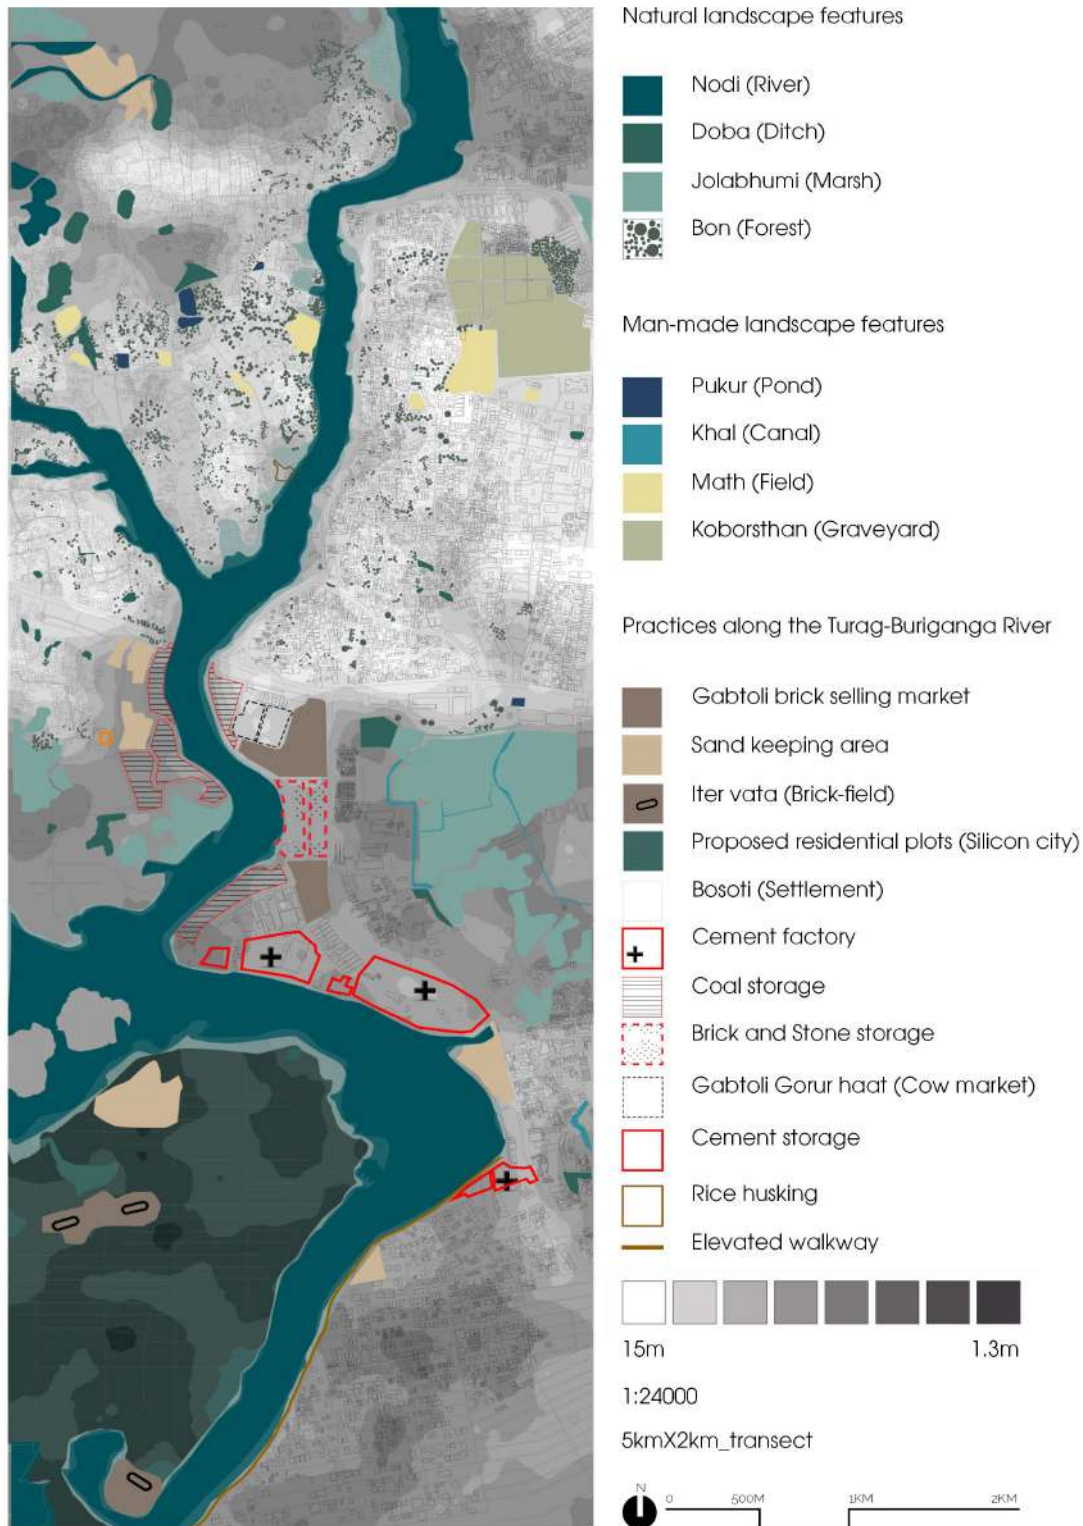 Natural landscape features
Nodi (River)
Doba (Ditch)
Jolabhumi (Marsh)
Bon (Forest)
Man-made landscape features
Pukur (Pond)
Khal (Canal)
Math (Field)
Koborsthan (Graveyard)
Practices along the Turag-Buriganga River
Gabtoli brick selling market
Sand keeping area
Iter vata (Brick-field)
Proposed residential plots (Silicon city)
Bosoti (Settlement)
Cement factory
Coal storage
Brick and Stone storage
Gabtoli Gorur haat (Cow market)
Cement storage
Rice husking
Elevated walkway
15m 1.3m
1:24000
5kmX2km_transect
N
0 500M 1KM 2KM